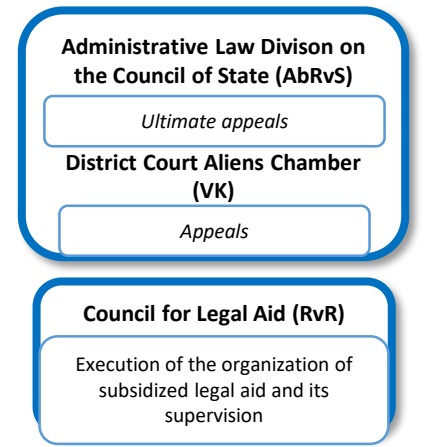 Administrative Law Divison on
the Council of State (AbRvS)
Ultimate appeals
District Court Aliens Chamber
(VK)
Appeals
Council for Legal Aid (RvR)
Execution of the organization of
subsidized legal aid and its
supervision